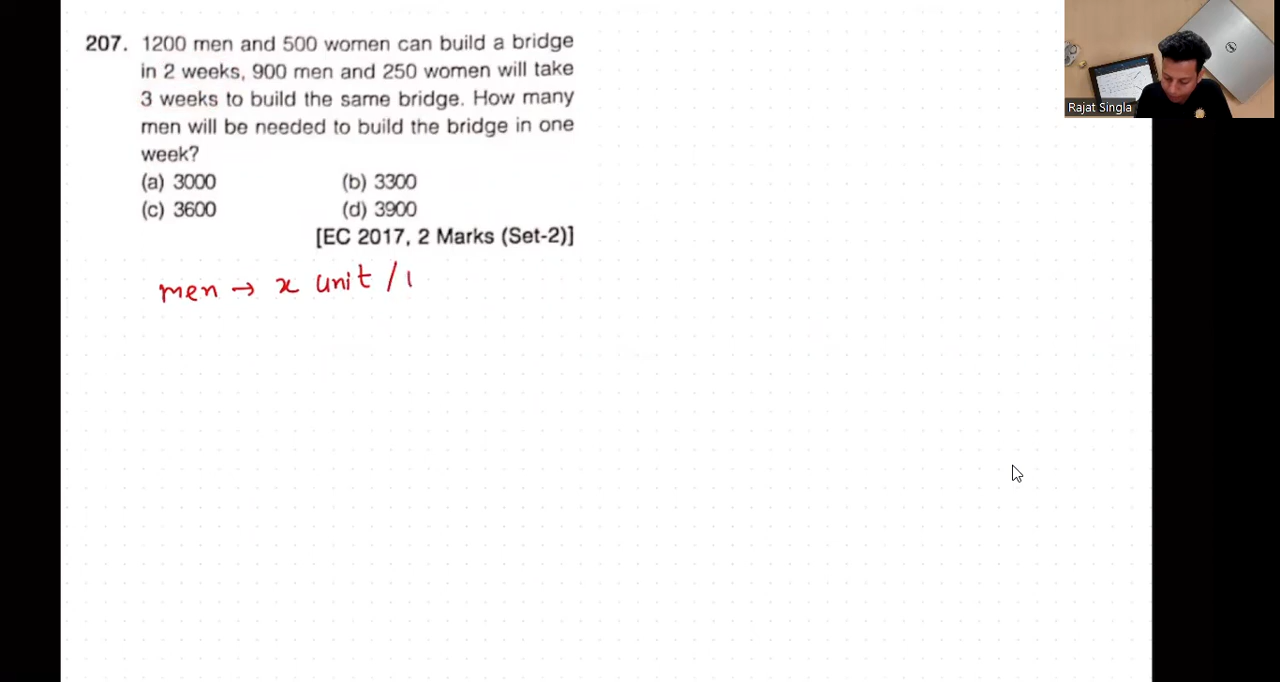 207. 1200 men and 500 women can build a bridge
in 2 weeks, 900 men and 250 women will take
3 weeks to build the same bridge. How many
men will be needed to build the bridge in one
week?
(a) 3000 (b) 3300
(c) 3600 (d) 3900
[EC 2017, 2 Marks (Set-2)]
men → x unit /
Rajat Singla